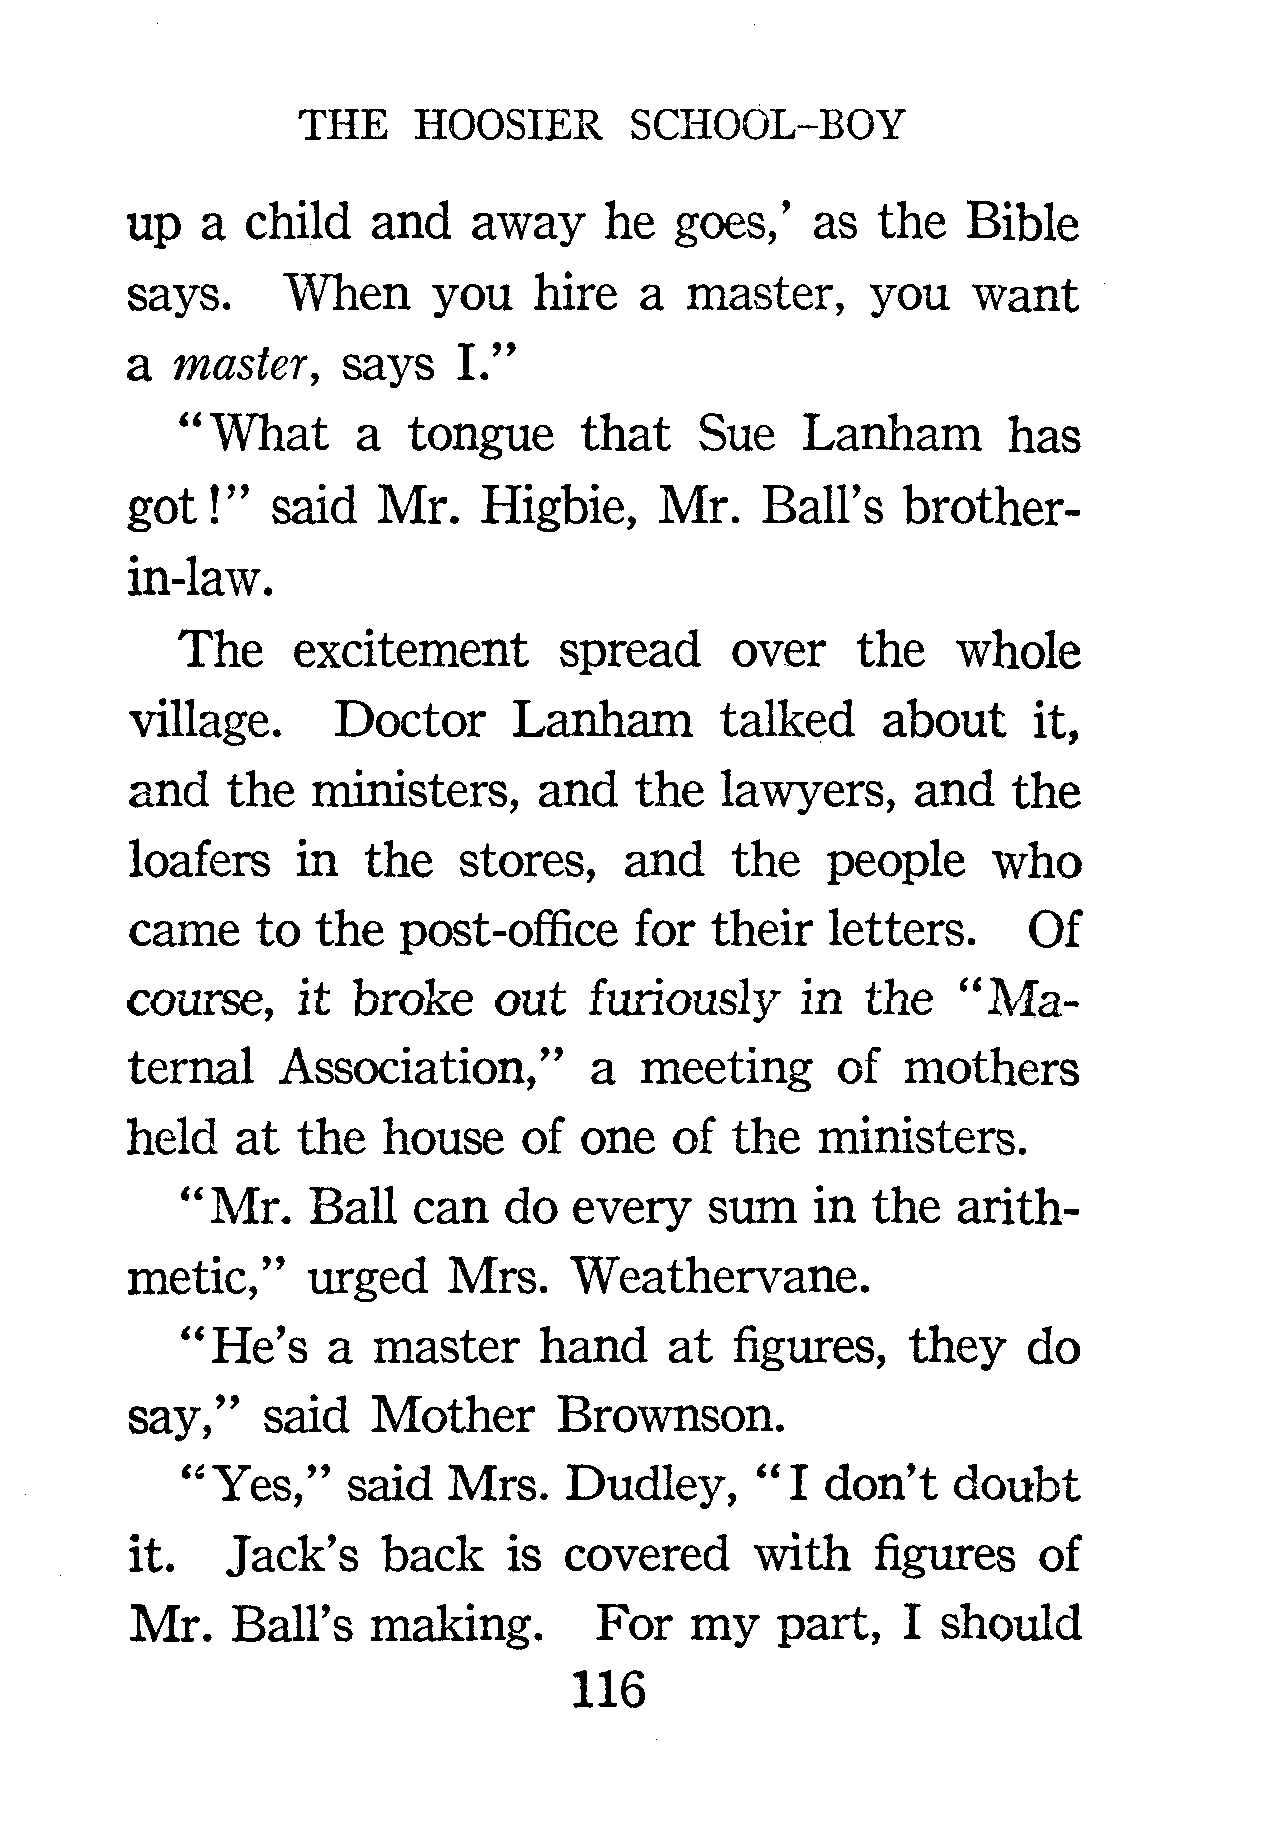 THE HOOSIER SCHOOL-BOY
up a child and away he goes,' as the Bible
says. When you hire a master, you want
a master, says I."
"What a tongue that Sue Lanham has
got!" said Mr. Higbie, Mr. Ball's brother-
in-law.
The excitement spread over the whole
village. Doctor Lanham talked about it,
and the ministers, and the lawyers, and the
loafers in the stores, and the people who
came to the post-office for their letters. Of
course, it broke out furiously in the "Ma-
ternal Association," a meeting of mothers
held at the house of one of the ministers.
"Mr. Ball can do every sum in the arith-
metic," urged Mrs. Weathervane.
"He's a master hand at figures, they do
say," said Mother Brownson.
"Yes," said Mrs. Dudley, "I don't doubt
it. Jack's back is covered with figures of
Mr. Ball's making. For my part, I should
116